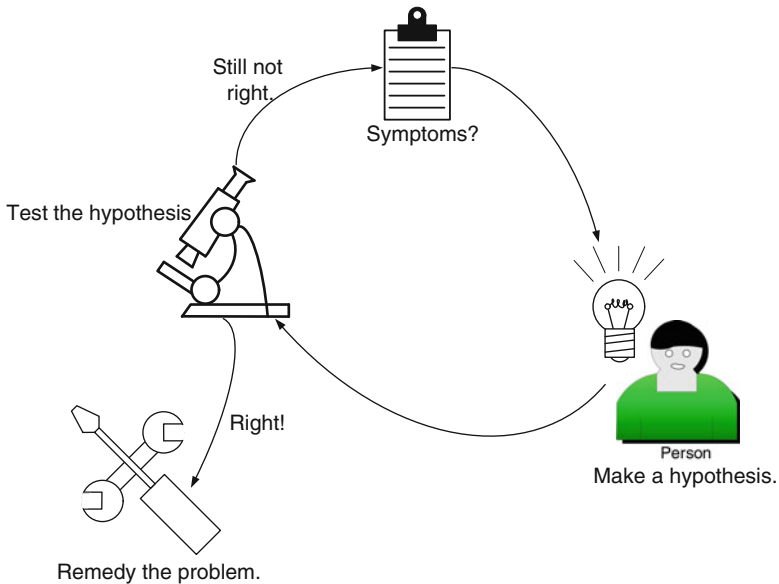 Still not
right.
Symptoms?
Test the hypothesis
Right!
Person
Make a hypothesis.
Remedy the problem.